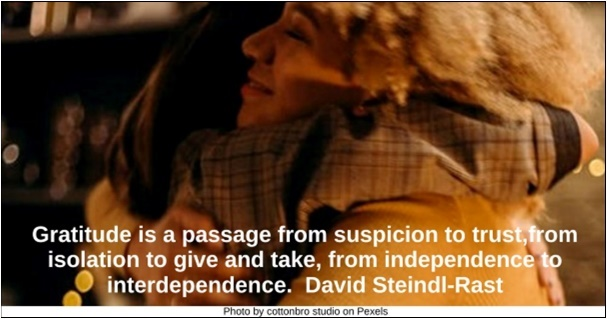 Gratitude is a passage from suspicion to trust,from
isolation to give and take, from independence to
interdependence.  David Steindl-Rast
Photo by cottonbro studio on Pexels